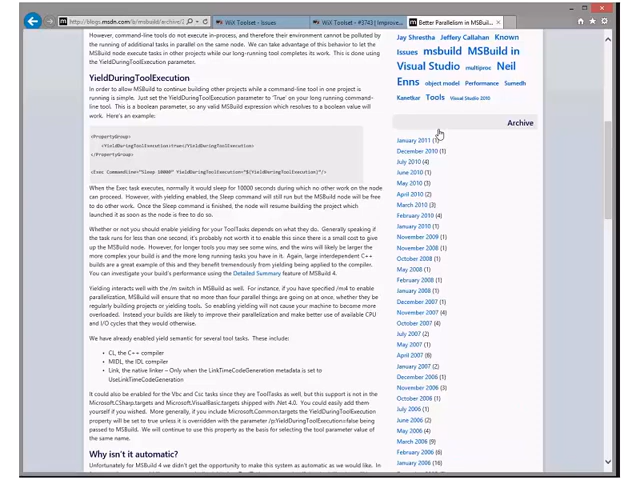 http://blogs.msdn.com/b/msbuild/archive/2
WiX Toolset - Issues
WiX Toolset - #3743 | Improve...
Better Parallelism in MSBuil...
However, command-line tools do not execute in-process, and therefore their environment cannot be polluted by
the running of additional tasks in parallel on the same node. We can take advantage of this behavior to let
MSBuild node execute tasks in other projects while our long-running tool completes its work. This is done using
the YieldDuringToolExecution parameter.
YieldDuringToolExecution
In order to allow MSBuild to continue building other projects while a command-line tool in one project is
running is simple. Just set the YieldDuringToolExecution parameter to 'True' on your long running command-
line tool. This is a boolean parameter, so any valid MSBuild expression which resolves to a boolean value will
work. Here's an example:
<PropertyGroup>
<YieldDuringToolExecution>true</YieldDuringToolExecution>
</PropertyGroup>
<Exec CommandLine="Sleep 10000" YieldDuringToolExecution="$(YieldDuringToolExecution)"/>
When the Exec task executes, normally it would sleep for 10000 seconds during which no other work on the node
can proceed. However, with yielding enabled, the Sleep command will still run but the MSBuild node will be free
to do other work. Once the Sleep command is finished, the node will resume building the project which
launched it as soon as the node is free to do so.
Whether or not you should enable yielding for your ToolTasks depends on what they do. Generally speaking if
the task runs for less than one second, it's probably not worth it to enable this since there is a small cost to give
up the MSBuild node. However, for longer tools you may see some wins, and the wins will likely be larger the
more complex your build is and the more long running tasks you have in it. Again, large interdependent C++
builds are a great example of this and they benefit tremendously from yielding being applied to the compiler.
You can investigate your build's performance using the Detailed Summary feature of MSBuild 4.
Yielding interacts well with the /m switch in MSBuild as well. For instance, if you have specified /m4 to enable
parallelization, MSBuild will ensure that no more than four parallel things are going on at once, whether they be
regularly building projects or yielding tools. So enabling yielding will not cause your machine to become more
overloaded. Instead your builds are likely to improve their parallelization and make better use of available CPU
and I/O cycles that they would otherwise.
We have already enabled yield semantic for several tool tasks. These include:
• CL, the C++ compiler
• MIDL, the IDL compiler
• Link, the native linker – Only when the LinkTimeCodeGeneration metadata is set to
UseLinkTimeCodeGeneration
It could also be enabled for the Vbc and Csc tasks since they are ToolTasks as well, but this support is not in the
Microsoft.CSharp.targets and Microsoft.VisualBasic.targets shipped with .Net 4.0. You could easily add them
yourself if you wished. More generally, if you include Microsoft.Common.targets the YieldDuringToolExecution
property will be set to true unless it is overridden with the parameter /p:YieldDuringToolExecution=false being
passed to MSBuild. We will continue to use this property as the basis for selecting the tool parameter value of
the same name.
Why isn't it automatic?
Unfortunately for MSBuild 4 we didn't get the opportunity to make this system as automatic as we would like. In
Jay Shrestha Jeffery Callahan Known
Issues msbuild MSBuild in
Visual Studio multiproc Neil
Enns object model Performance Sumedh
Kanetkar Tools Visual Studio 2010
Archive
January 2011 (1)
December 2010 (1)
July 2010 (4)
June 2010 (1)
May 2010 (3)
April 2010 (2)
March 2010 (3)
February 2010 (4)
January 2010 (1)
November 2009 (1)
November 2008 (1)
October 2008 (1)
May 2008 (1)
February 2008 (1)
January 2008 (1)
December 2007 (1)
November 2007 (4)
October 2007 (4)
July 2007 (2)
May 2007 (1)
April 2007 (6)
January 2007 (2)
December 2006 (1)
November 2006 (3)
October 2006 (1)
July 2006 (1)
June 2006 (2)
May 2006 (4)
March 2006 (9)
February 2006 (6)
January 2006 (16)